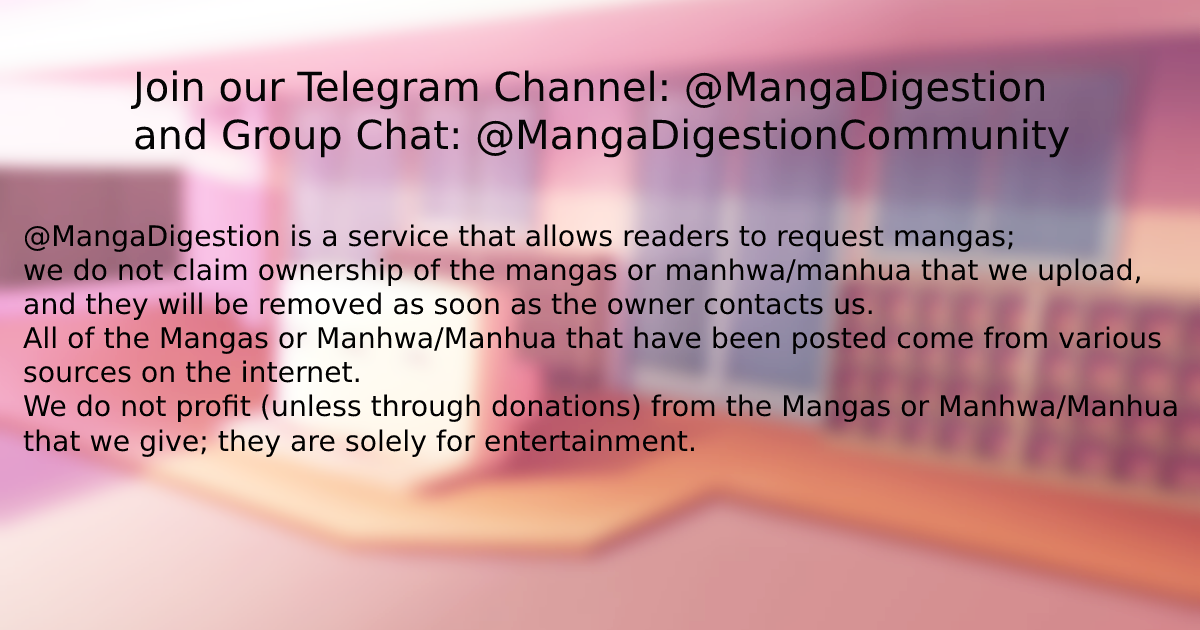 Join our Telegram Channel: @MangaDigestion
and Group Chat: @MangaDigestionCommunity
@MangaDigestion is a service that allows readers to request mangas;
we do not claim ownership of the mangas or manhwa/manhua that we upload,
and they will be removed as soon as the owner contacts us.
All of the Mangas or Manhwa/Manhua that have been posted come from various
sources on the internet.
We do not profit (unless through donations) from the Mangas or Manhwa/Manhua
that we give; they are solely for entertainment.